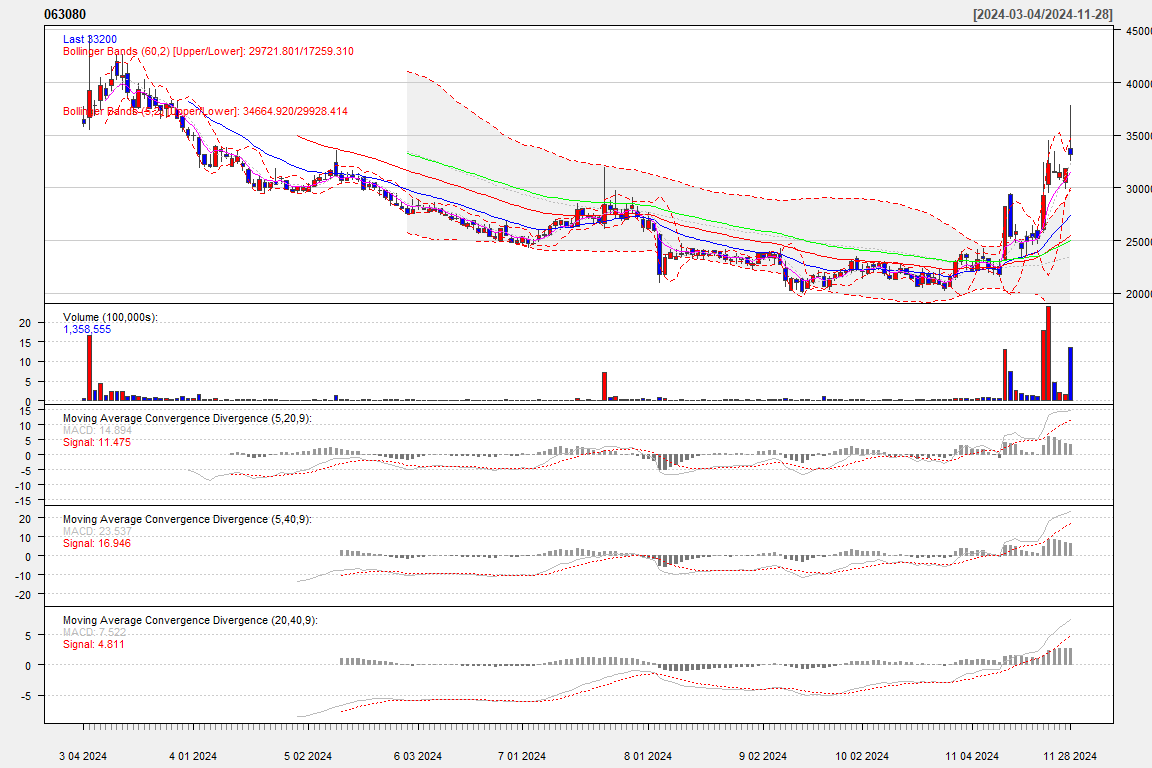 063080 [2024-03-04/2024-11-28]
Last 33200
Bollinger Bands (60,2) [Upper/Lower]: 29721.801/17259.310
Bollinger Bands (5,2) [Upper/Lower]: 34664.920/29928.414
45000
40000
35000
30000
25000
20000
Volume (100,000s):
1,358,555
20
15
10
5
0
Moving Average Convergence Divergence (5,20,9):
MACD: 14.894
Signal: 11.475
15
10
5
0
-5
-10
-15
Moving Average Convergence Divergence (5,40,9):
MACD: 23.537
Signal: 16.946
20
10
0
-10
-20
Moving Average Convergence Divergence (20,40,9):
MACD: 7.522
Signal: 4.811
5
0
-5
3 04 2024 4 01 2024 5 02 2024 6 03 2024 7 01 2024 8 01 2024 9 02 2024 10 02 2024 11 04 2024 11 28 2024